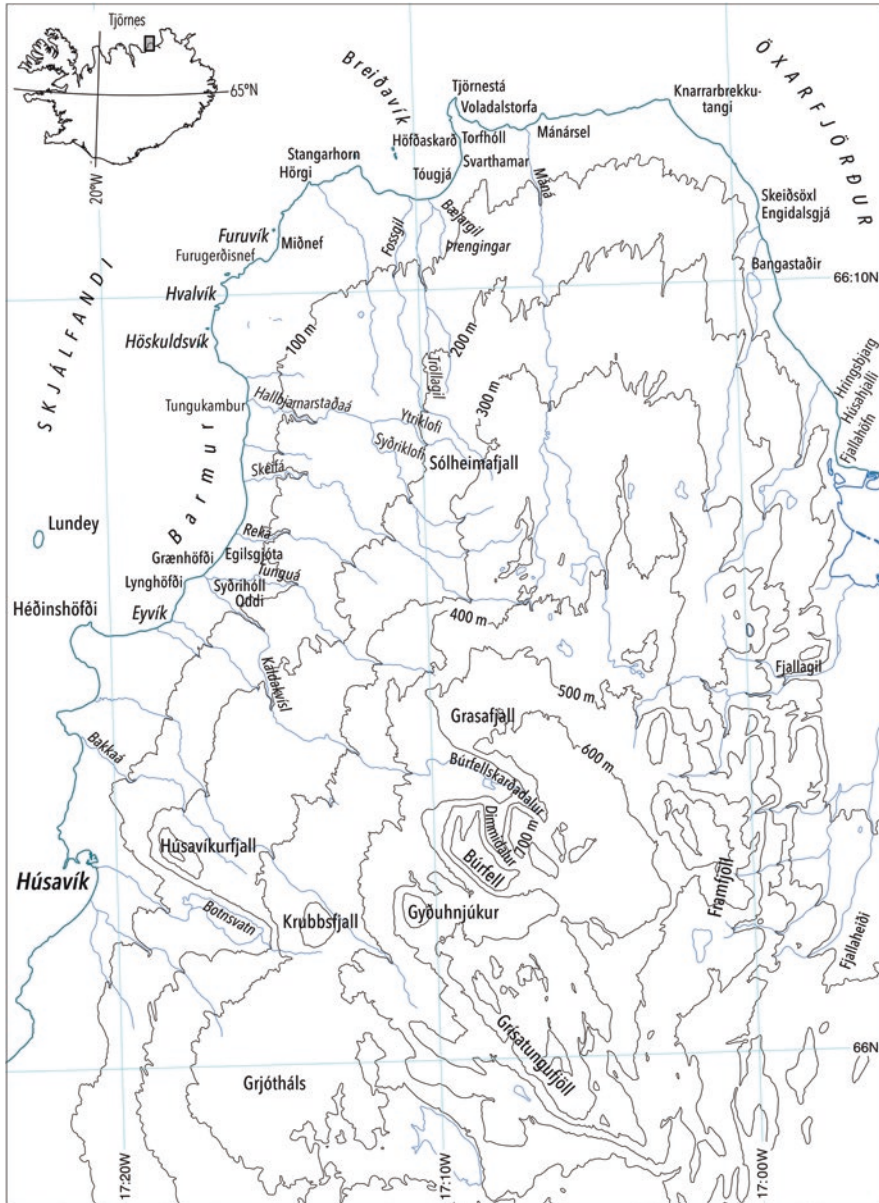 Tjörnes
65°N
20°W
Breiðavík
ÖXARFJÖRÐUR
SKJÁLFANDI
Tjörnestá
Voladalstorfa
Knarrarbrekku-
tangi
Höfðaskarð
Torfhóll
Mánársel
Stangarhorn
Svarthamar
Hörgi
Tóugjá
Máná
Skeiðsöxl
Engidalsgjá
Bæjargil
Fossgil
Furuvík
Miðnef
Þrengingar
Furugerðisnef
Bangastaðir
66:10N
Hvalvík
Höskuldsvík
100 m
200 m
Tröllagil
300 m
Hringsbjarg
Húsahjalli
Fjallahöfn
Tungukambur
Hallbjarnarstaðaá
Ytriklofi
Syðriklofi
Sólheimafjall
Barmur
Skeifá
Lundey
Reká
Grænhöfði
Egilsgjóta
Lynghöfði
Tunguá
Syðrihóll
Oddi
Héðinshöfði
Eyvík
400 m
Kaldakvísl
Fjallagil
500 m
Grasafjall
600 m
Bakkaá
Búrfellskarðadalur
Dimmidalur
700 m
Húsavíkurfjall
Búrfell
Húsavík
Framfjöll
Botnsvatn
Krubbsfjall
Gyðuhnjúkur
Fjallaheiði
Grísatungufjöll
66N
Grjótháls
17:20W
17:10W
17:00W